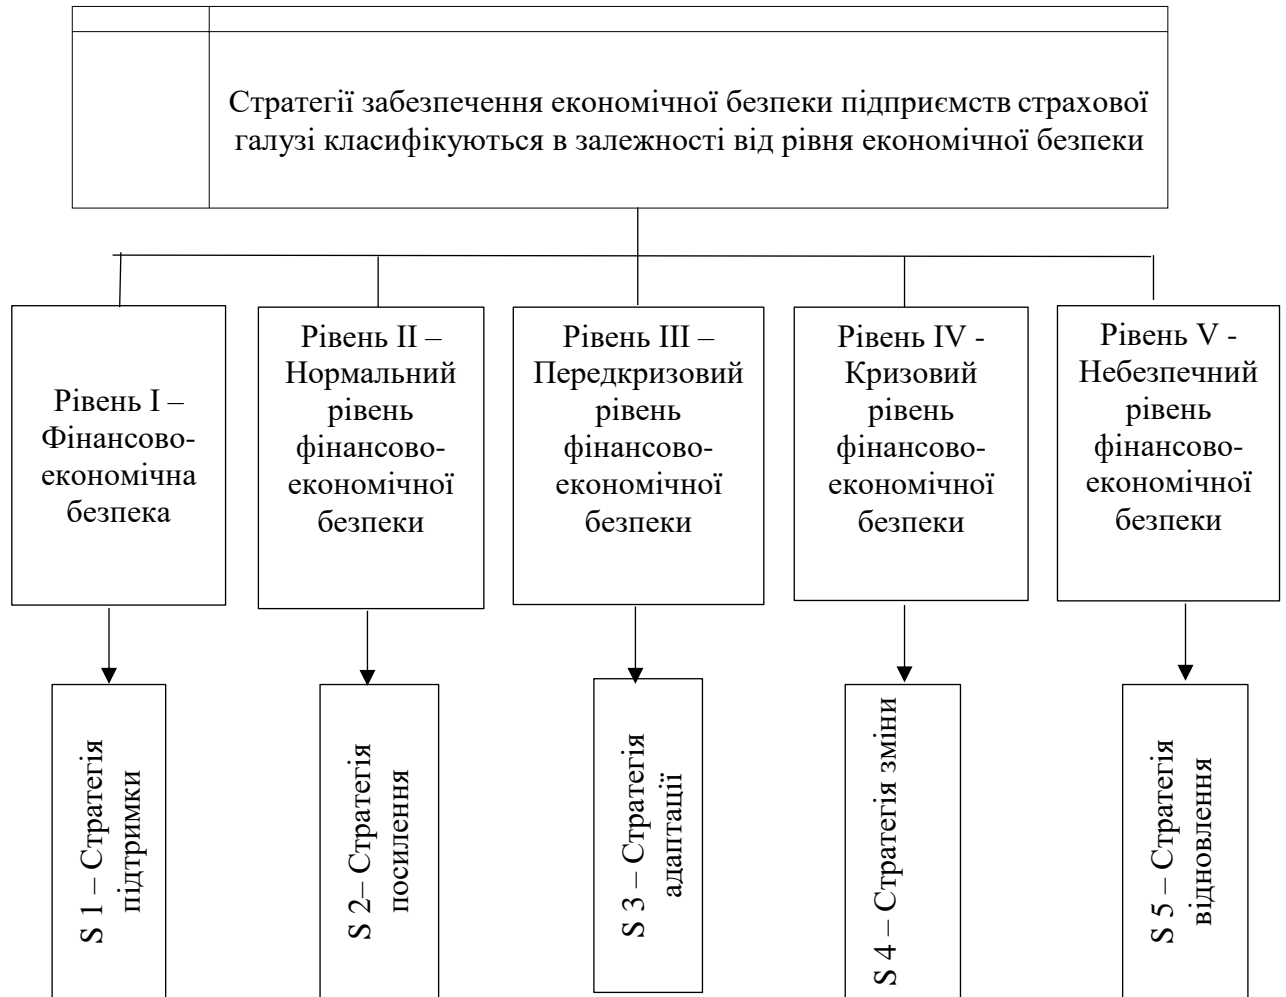 Стратегії забезпечення економічної безпеки підприємств страхової
галузі класифікуються в залежності від рівня економічної безпеки
Рівень I –
Фінансово-
економічна
безпека
Рівень II –
Нормальний
рівень
фінансово-
економічної
безпеки
Рівень III –
Передкризовий
рівень
фінансово-
економічної
безпеки
Рівень IV -
Кризовий
рівень
фінансово-
економічної
безпеки
Рівень V -
Небезпечний
рівень
фінансово-
економічної
безпеки
S 1 – Стратегія
підтримки
S 2– Стратегія
посилення
S 3 – Стратегія
адаптації
S 4 – Стратегія зміни
S 5 – Стратегія
відновлення